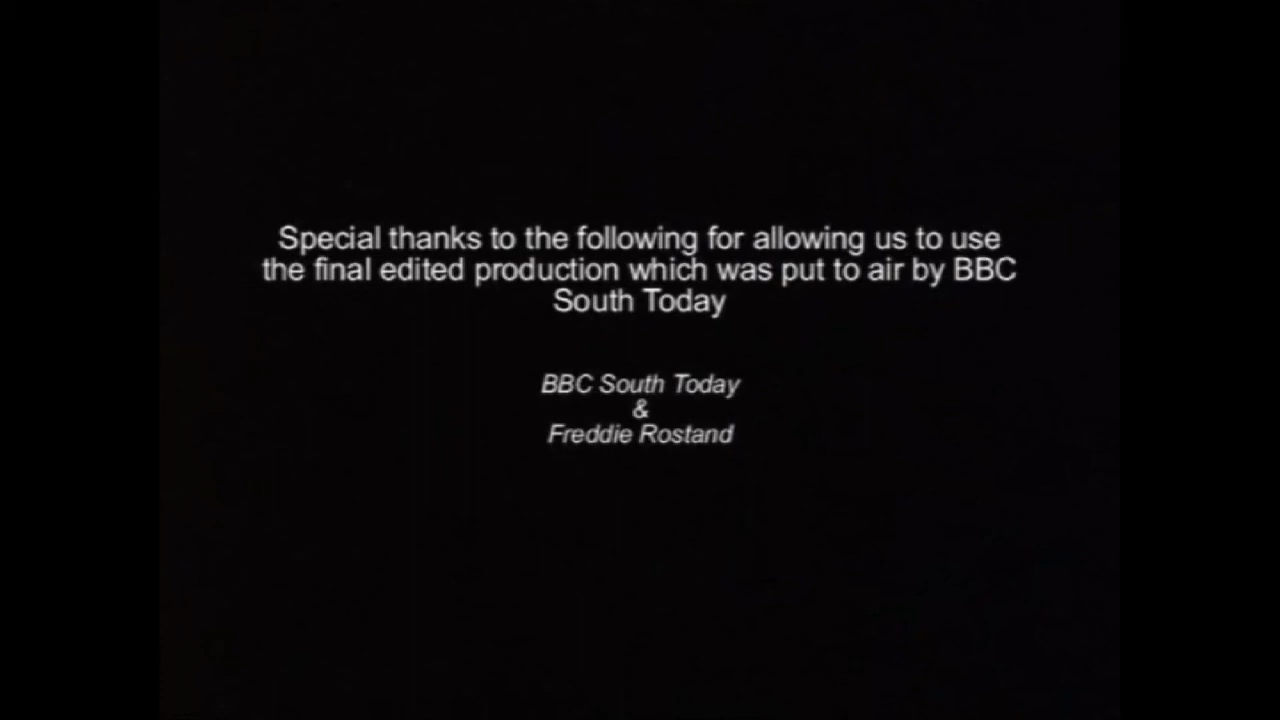 Special thanks to the following for allowing us to use
the final edited production which was put to air by BBC
South Today
BBC South Today
&
Freddie Rostand